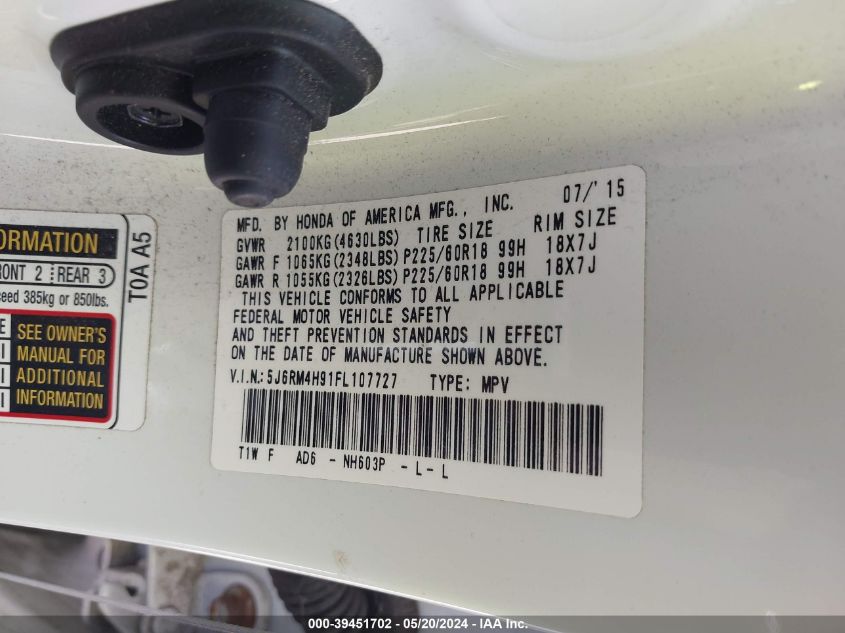 MFD. BY HONDA OF AMERICA MFG., INC. 07/'15
GVWR 2100KG(4630LBS) TIRE SIZE RIM SIZE
GAWR F 1065KG(2348LBS)P225/60R18 99H 18X7J
GAWR R 1055KG(2326LBS)P225/60R18 99H 18X7J
THIS VEHICLE CONFORMS TO ALL APPLICABLE
FEDERAL MOTOR VEHICLE SAFETY
AND THEFT PREVENTION STANDARDS IN EFFECT
ON THE DATE OF MANUFACTURE SHOWN ABOVE.
V.I.N.:5J6RM4H91FL107727 TYPE: MPV
T1W F AD6 - NH603P - L - L
ORMATION
RONT 2 REAR 3
ceed 385kg or 850lbs.
SEE OWNER'S
MANUAL FOR
ADDITIONAL
INFORMATION
T0A A5
000-39451702 - 05/20/2024 - IAA Inc.